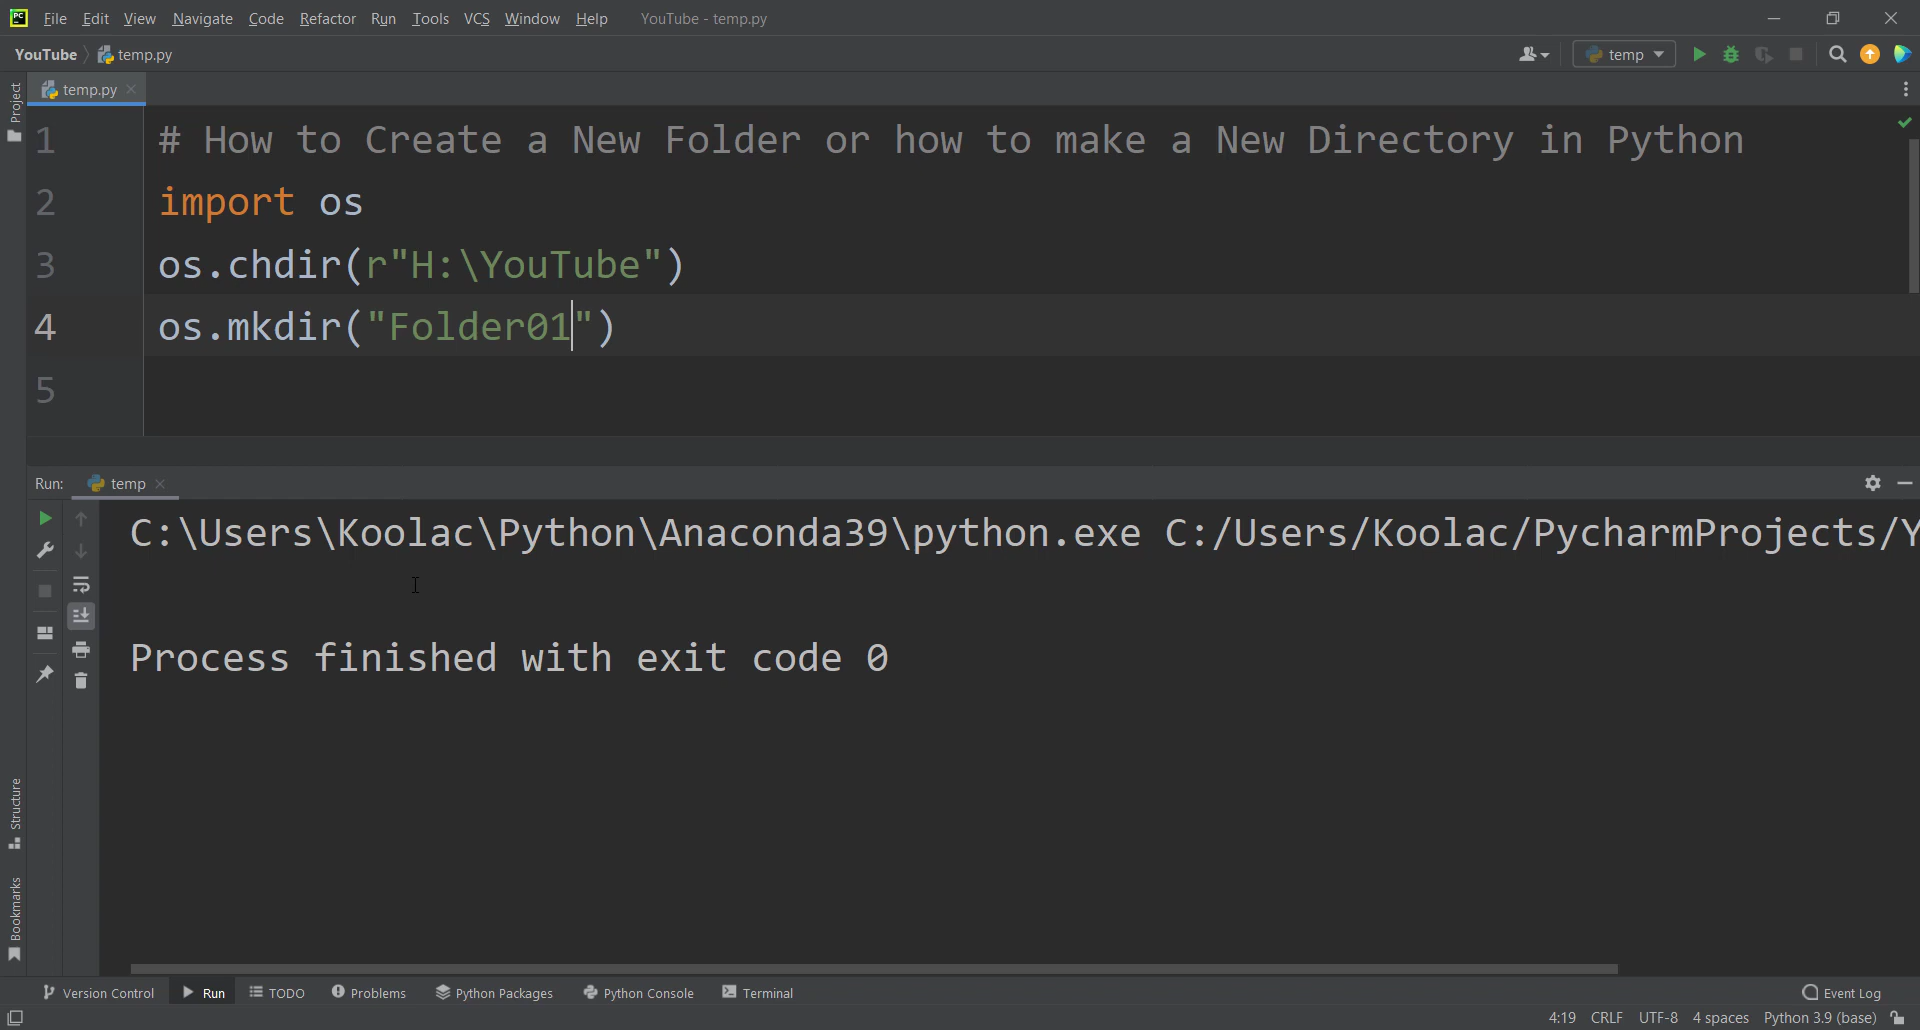 File Edit View Navigate Code Refactor Run Tools VCS Window Help YouTube - temp.py
YouTube temp.py
temp
Project
temp.py
1 # How to Create a New Folder or how to make a New Directory in Python
2 import os
3 os.chdir(r"H:\YouTube")
4 os.mkdir("Folder01")
5
Run: temp
C:\Users\Koolac\Python\Anaconda39\python.exe C:/Users/Koolac/PycharmProjects/Y
Process finished with exit code 0
Structure
Bookmarks
Version Control Run TODO Problems Python Packages Python Console Terminal Event Log
4:19 CRLF UTF-8 4 spaces Python 3.9 (base)